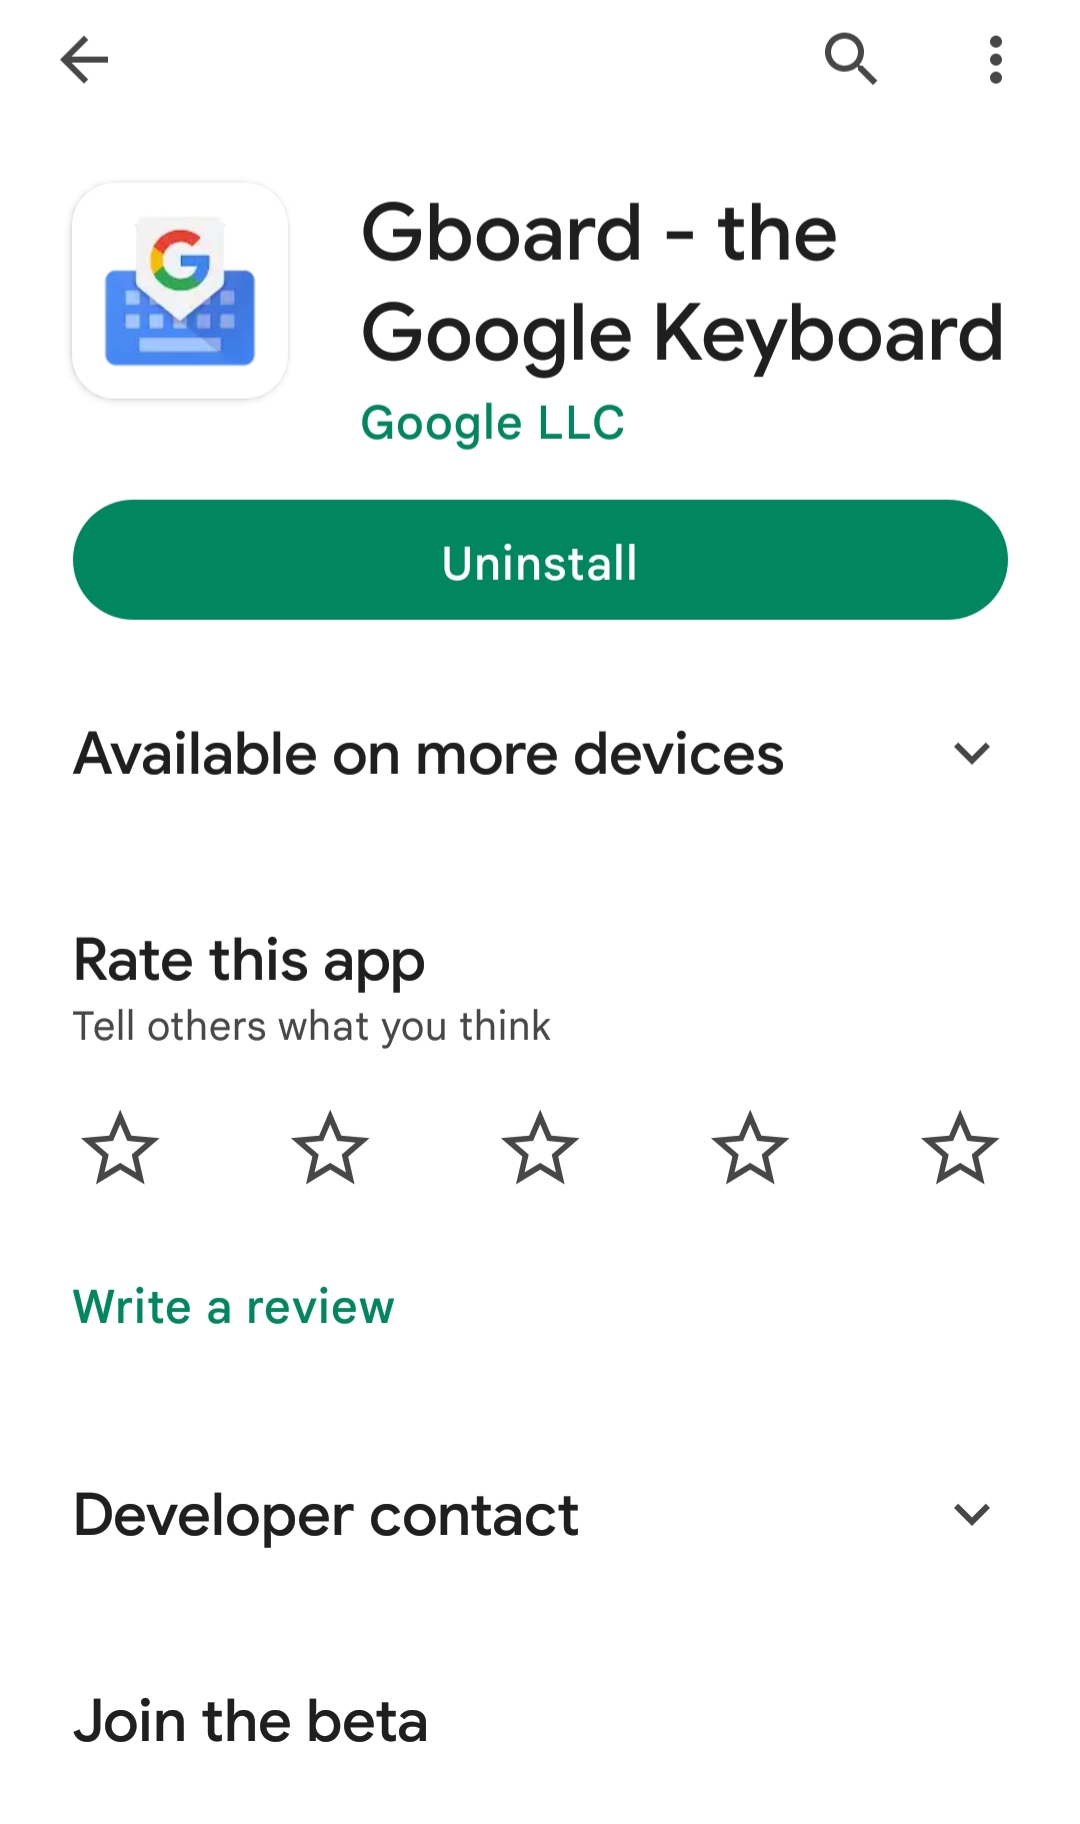 Gboard - the
Google Keyboard
Google LLC
Uninstall
Available on more devices
Rate this app
Tell others what you think
Write a review
Developer contact
Join the beta